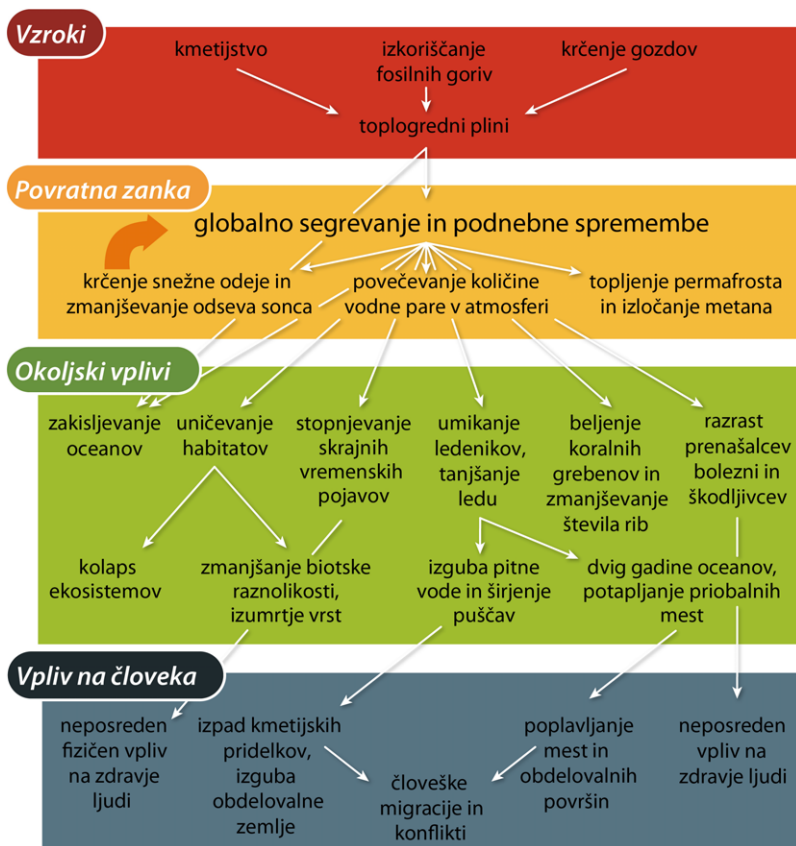 Vzroki
kmetijstvo
izkoriščanje
fosilnih goriv
krčenje gozdov
toplogredni plini
Povratna zanka
globalno segrevanje in podnebne spremembe
krčenje snežne odeje in
zmanjševanje odseva sonca
povečevanje količine
vodne pare v atmosferi
topljenje permafrosta
in izločanje metana
Okoljski vplivi
zakisljevanje
oceanov
uničevanje
habitatov
stopnjevanje
skrajnih
vremenskih
pojavov
umikanje
ledenikov,
tanjšanje
ledu
beljenje
koralnih
grebenov in
zmanjševanje
števila rib
razrast
prenašalcev
bolezni in
škodljivcev
kolaps
ekosistemov
zmanjšanje biotske
raznolikosti,
izumrtje vrst
izguba pitne
vode in širjenje
puščav
dvig gadine oceanov,
potapljanje priobalnih
mest
Vpliv na človeka
neposreden
fizičen vpliv
na zdravje
ljudi
izpad kmetijskih
pridelkov,
izguba
obdelovalne
zemlje
človeške
migracije in
konflikti
poplavljanje
mest in
obdelovalnih
površin
neposreden
vpliv na
zdravje ljudi